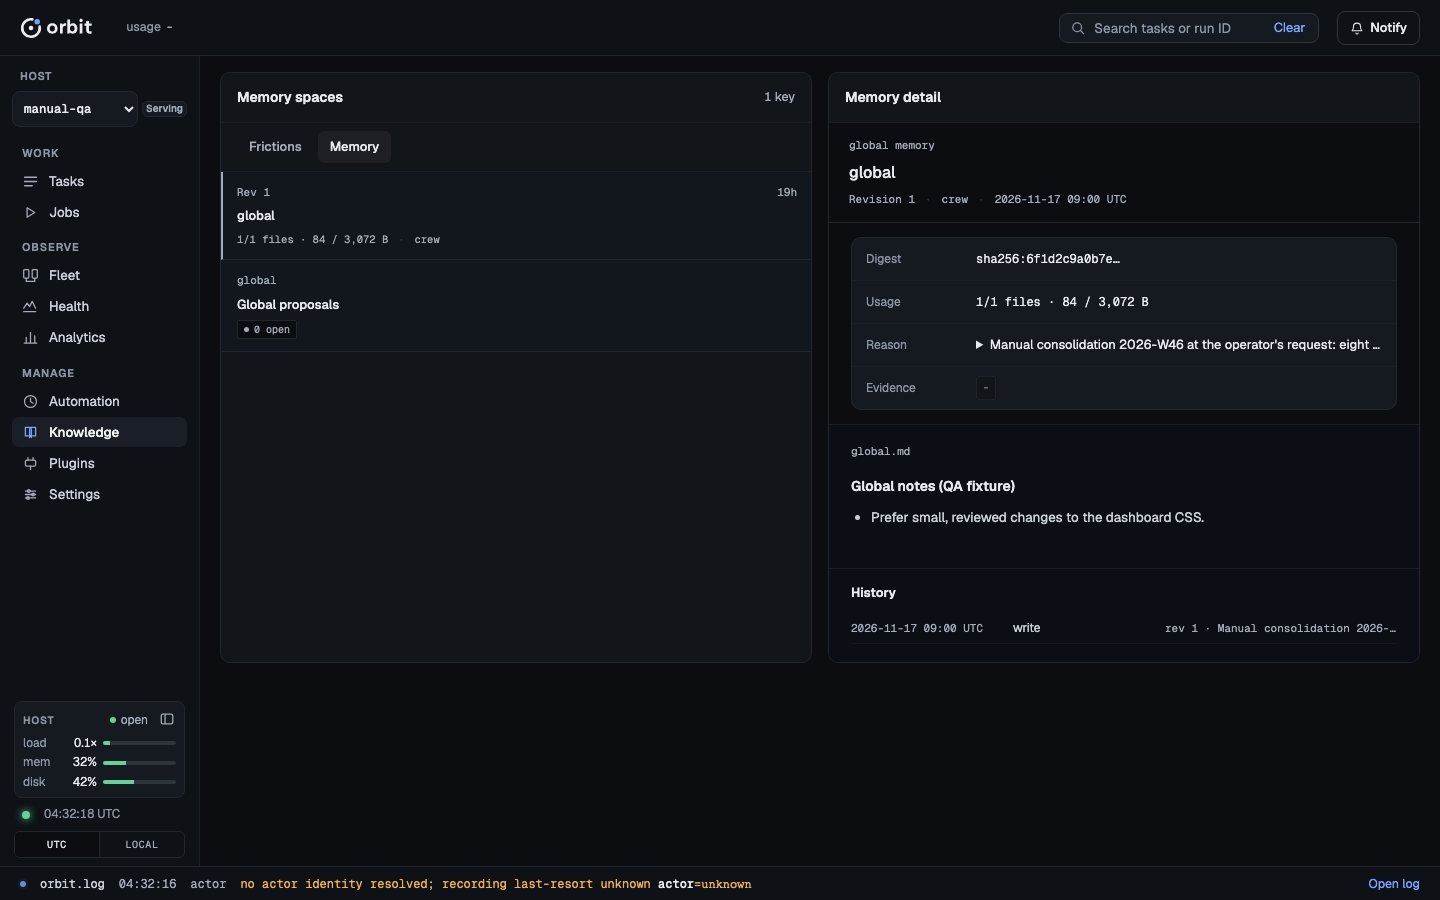 orbit
usage -
Search tasks or run ID
Clear
Notify
HOST
manual-qa
Serving
WORK
Tasks
Jobs
OBSERVE
Fleet
Health
Analytics
MANAGE
Automation
Knowledge
Plugins
Settings
HOST
open
load 0.1×
mem 32%
disk 42%
04:32:18 UTC
UTC LOCAL
Memory spaces
1 key
Frictions Memory
Rev 1 19h
global
1/1 files · 84 / 3,072 B · crew
global
Global proposals
0 open
Memory detail
global memory
global
Revision 1 · crew · 2026-11-17 09:00 UTC
Digest sha256:6f1d2c9a0b7e…
Usage 1/1 files · 84 / 3,072 B
Reason ▶ Manual consolidation 2026-W46 at the operator's request: eight …
Evidence -
global.md
Global notes (QA fixture)
• Prefer small, reviewed changes to the dashboard CSS.
History
2026-11-17 09:00 UTC write rev 1 · Manual consolidation 2026-…
orbit.log 04:32:16 actor no actor identity resolved; recording last-resort unknown actor=unknown
Open log